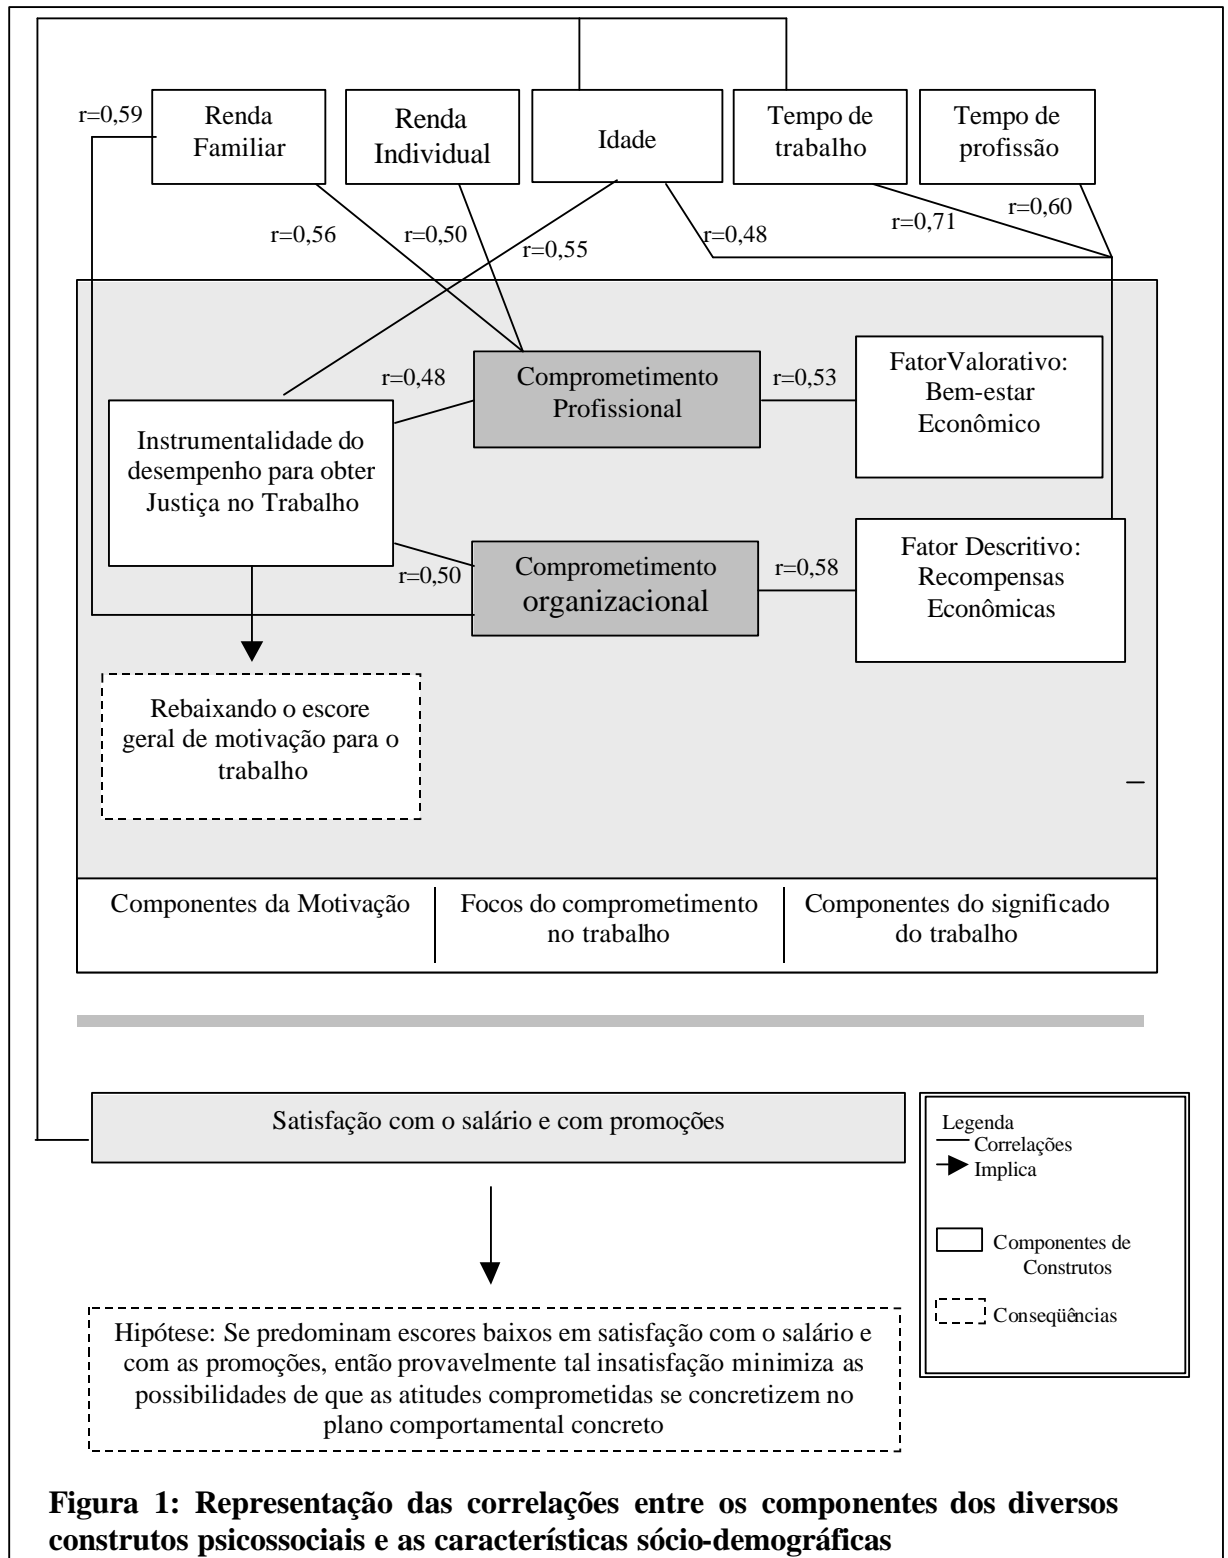 r=0,59
Renda
Familiar
Renda
Individual
Idade
Tempo de
trabalho
Tempo de
profissão
r=0,56
r=0,50
r=0,55
r=0,48
r=0,71
r=0,60
r=0,48
Comprometimento
Profissional
r=0,53
FatorValorativo:
Bem-estar
Econômico
Instrumentalidade do
desempenho para obter
Justiça no Trabalho
r=0,50
Comprometimento
organizacional
r=0,58
Fator Descritivo:
Recompensas
Econômicas
Rebaixando o escore
geral de motivação para o
trabalho
Componentes da Motivação
Focos do comprometimento
no trabalho
Componentes do significado
do trabalho
Satisfação com o salário e com promoções
Legenda
Correlações
Implica
Componentes de
Construtos
Conseqüências
Hipótese: Se predominam escores baixos em satisfação com o salário e
com as promoções, então provavelmente tal insatisfação minimiza as
possibilidades de que as atitudes comprometidas se concretizem no
plano comportamental concreto
Figura 1: Representação das correlações entre os componentes dos diversos
construtos psicossociais e as características sócio-demográficas